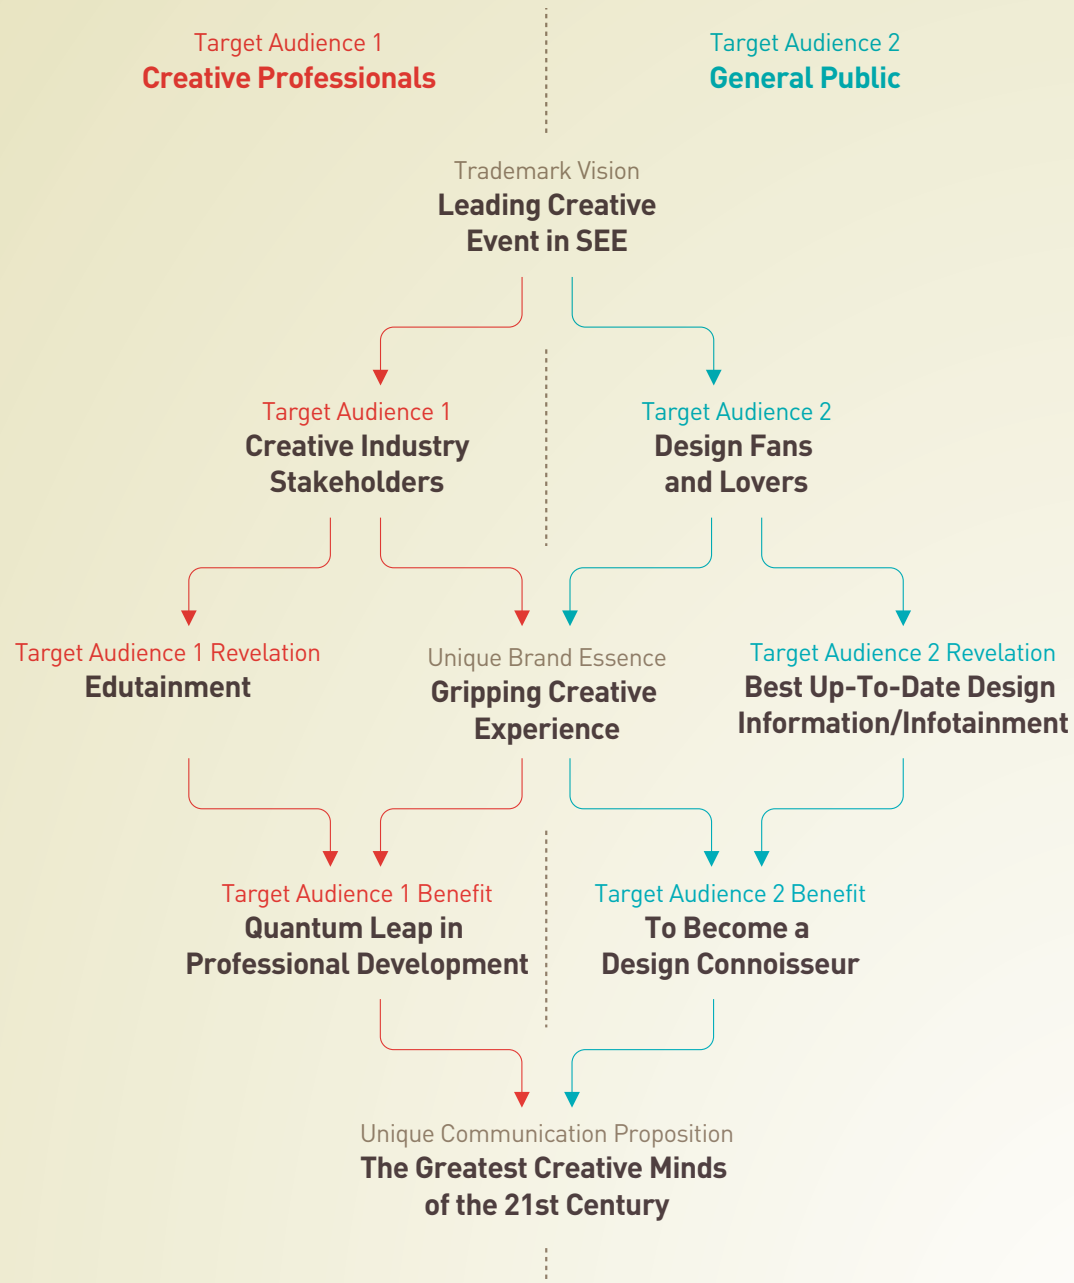 Target Audience 1
Creative Professionals
Target Audience 2
General Public
Trademark Vision
Leading Creative
Event in SEE
Target Audience 1
Creative Industry
Stakeholders
Target Audience 2
Design Fans
and Lovers
Target Audience 1 Revelation
Edutainment
Unique Brand Essence
Gripping Creative
Experience
Target Audience 2 Revelation
Best Up-To-Date Design
Information/Infotainment
Target Audience 1 Benefit
Quantum Leap in
Professional Development
Target Audience 2 Benefit
To Become a
Design Connoisseur
Unique Communication Proposition
The Greatest Creative Minds
of the 21st Century